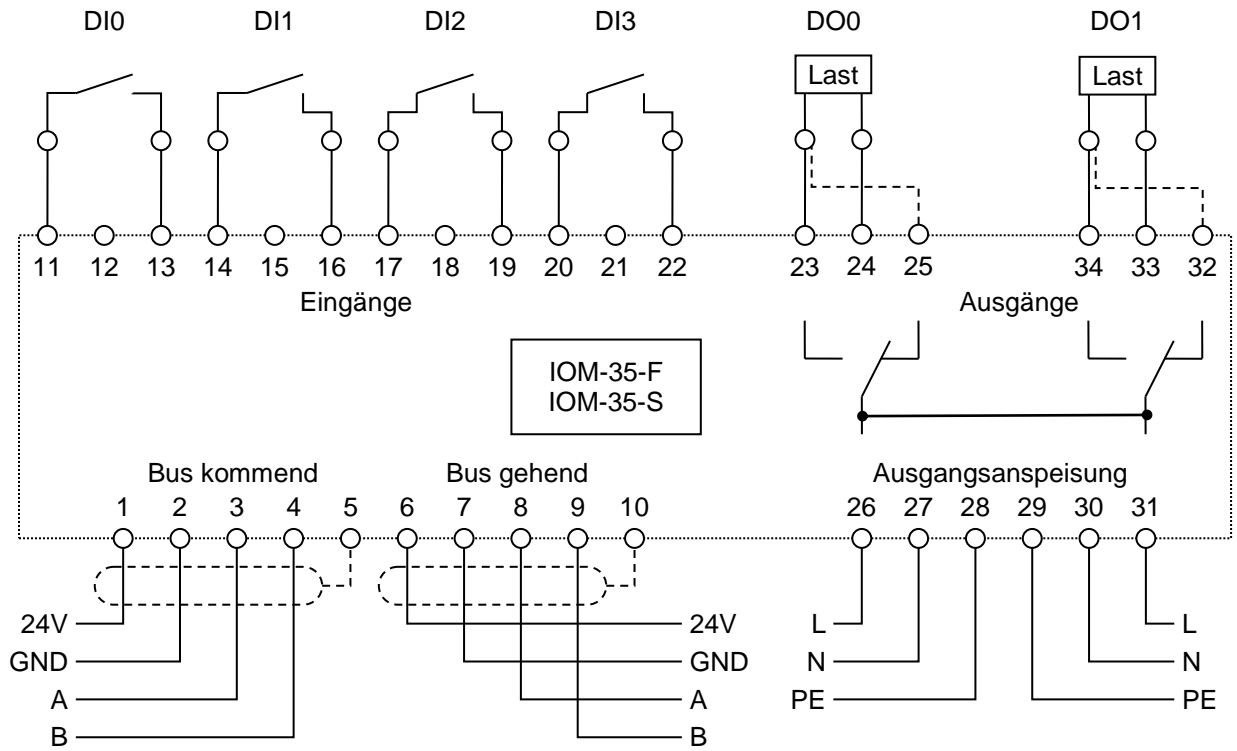 DI0 DI1 DI2 DI3 DO0 DO1
Last Last
11 12 13 14 15 16 17 18 19 20 21 22 23 24 25 34 33 32
Eingänge Ausgänge
IOM-35-F
IOM-35-S
Bus kommend Bus gehend Ausgangsanspeisung
1 2 3 4 5 6 7 8 9 10 26 27 28 29 30 31
24V 24V L L
GND GND N N
A A PE PE
B B